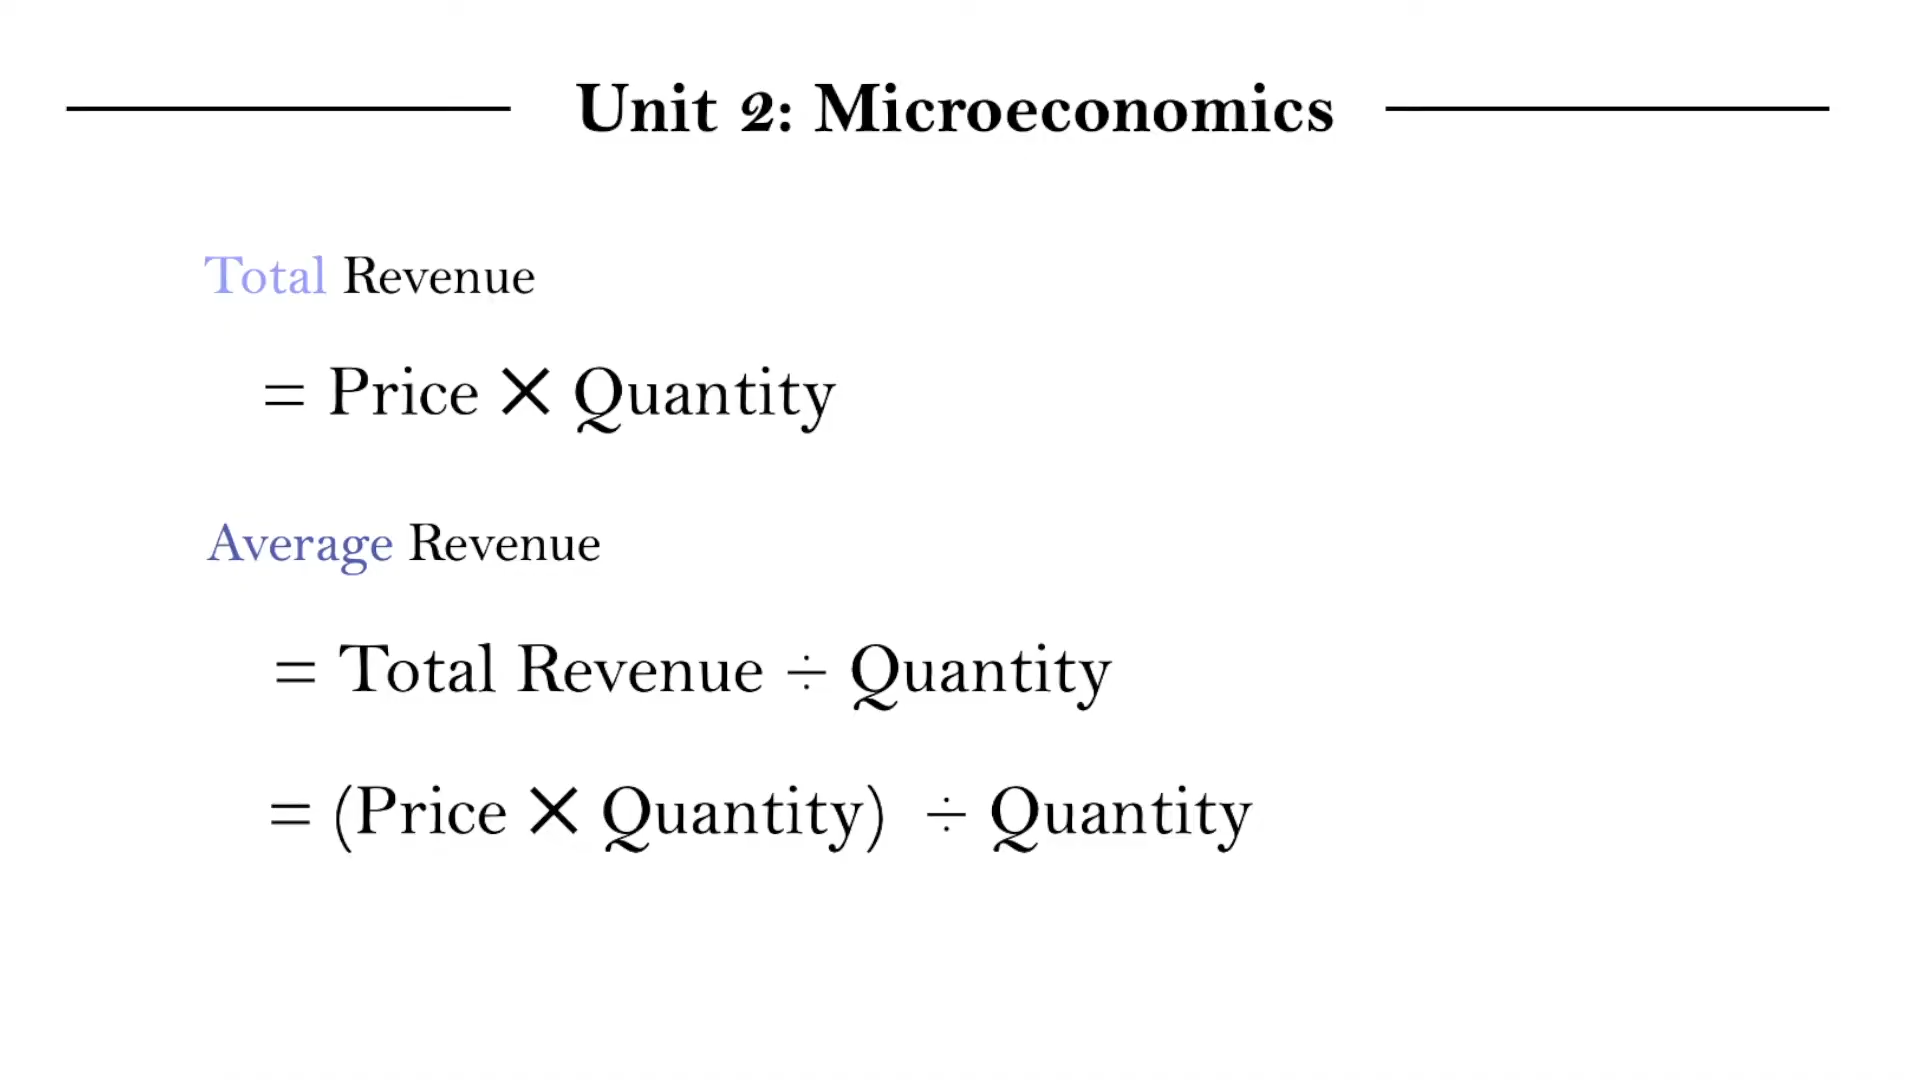 Unit 2: Microeconomics
Total Revenue
= Price × Quantity
Average Revenue
= Total Revenue ÷ Quantity
= (Price × Quantity) ÷ Quantity